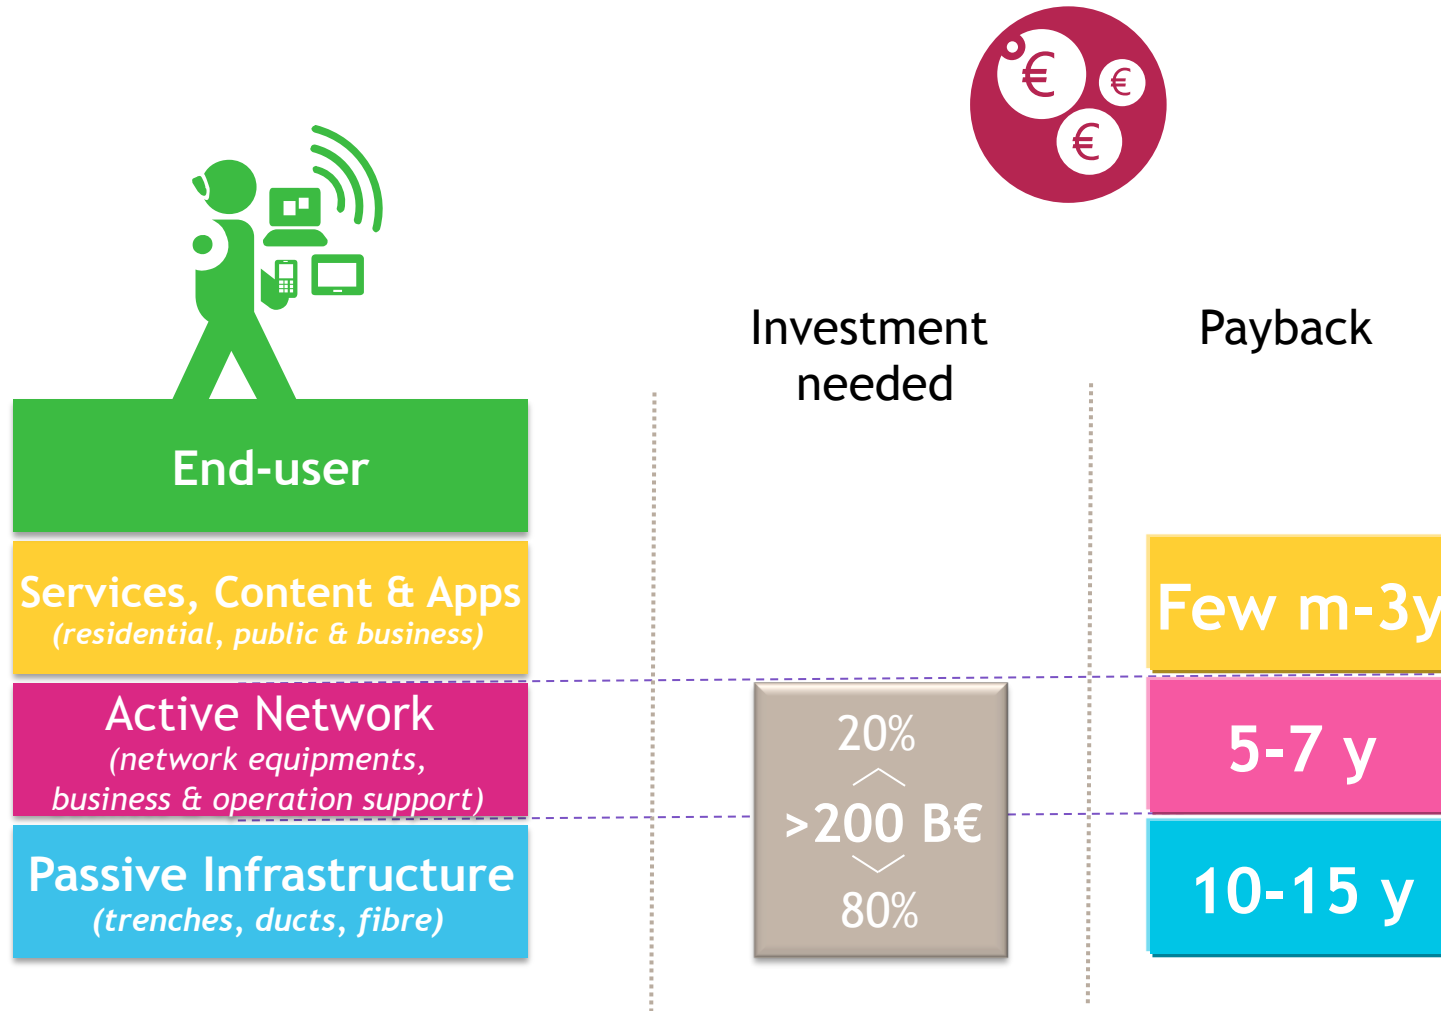 €
€
€
Investment
needed
Payback
End-user
Services, Content & Apps
(residential, public & business)
Few m-3y
Active Network
(network equipments,
business & operation support)
20%
>200 B€
80%
5-7 y
Passive Infrastructure
(trenches, ducts, fibre)
10-15 y